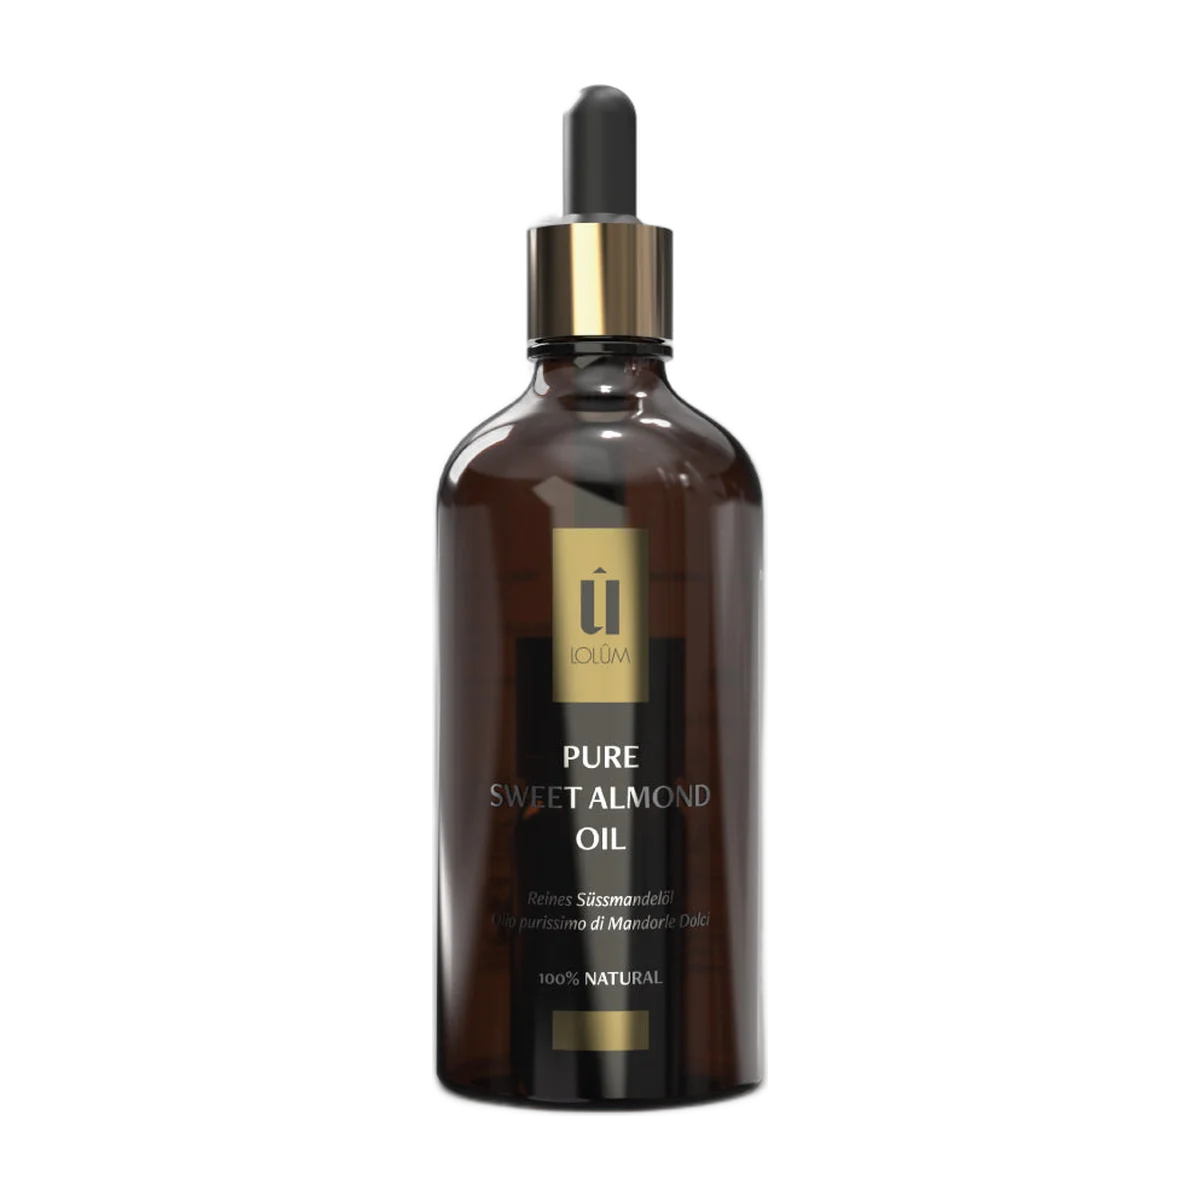 Û
LOLÛM
PURE
SWEET ALMOND
OIL
Reines Süssmandelöl
Olio purissimo di Mandorle Dolci
100% NATURAL